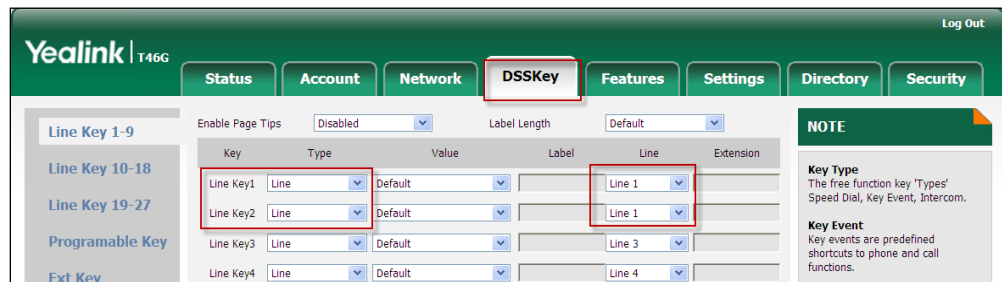 Log Out
Yealink | T46G
Status Account Network DSSKey Features Settings Directory Security
Line Key 1-9
Line Key 10-18
Line Key 19-27
Programable Key
Ext Key
Enable Page Tips Disabled Label Length Default
Key Type Value Label Line Extension
Line Key1 Line Default Line 1
Line Key2 Line Default Line 1
Line Key3 Line Default Line 3
Line Key4 Line Default Line 4
NOTE
Key Type
The free function key 'Types'
Speed Dial, Key Event, Intercom.
Key Event
Key events are predefined
shortcuts to phone and call
functions.